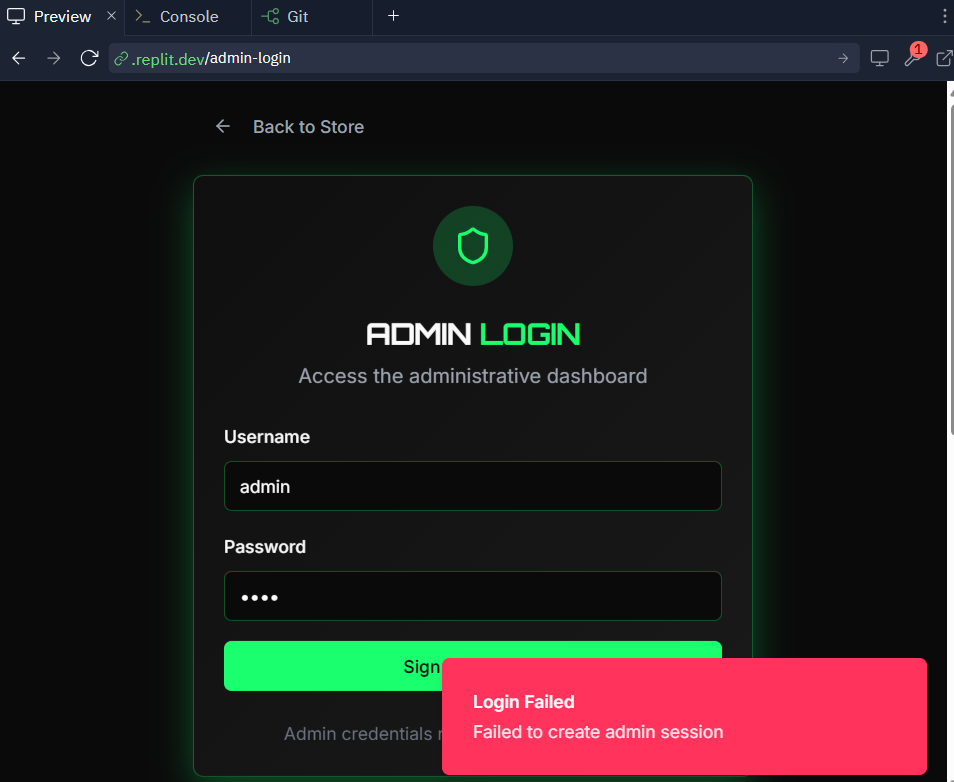 Preview
Console
Git
.replit.dev/admin-login
1
Back to Store
ADMIN LOGIN
Access the administrative dashboard
Username
admin
Password
Sign
Login Failed
Failed to create admin session
Admin credentials